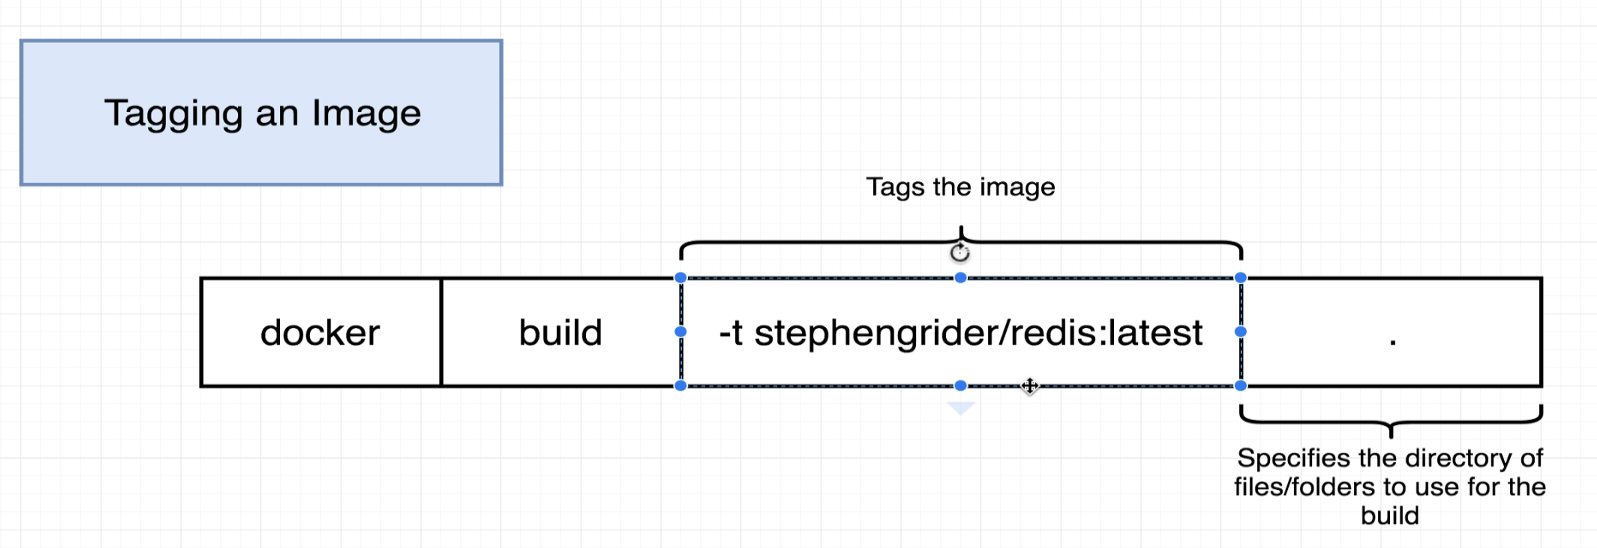 Tagging an Image
Tags the image
docker build -t stephengrider/redis:latest .
Specifies the directory of
files/folders to use for the
build